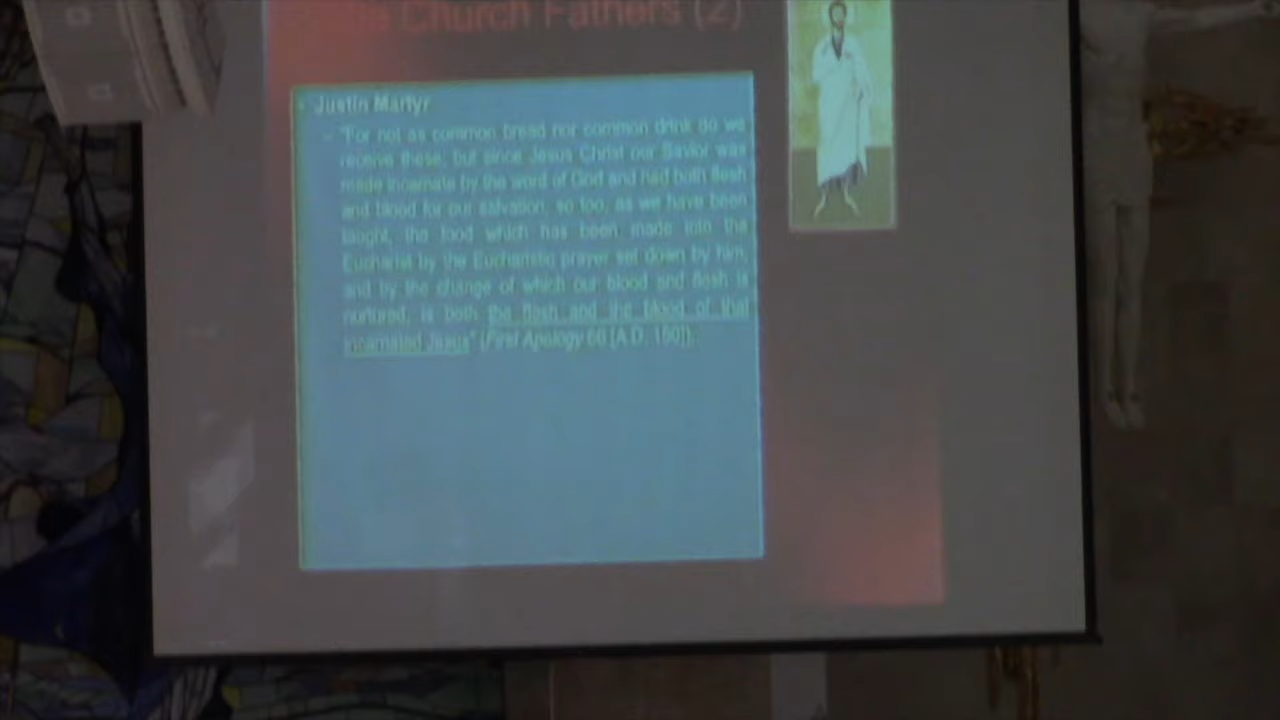 Church Fathers (2)
• Justin Martyr
– "For not as common bread nor common drink do we
receive these; but since Jesus Christ our Savior was
made incarnate by the word of God and had both flesh
and blood for our salvation, so too, as we have been
taught, the food which has been made into the
Eucharist by the Eucharistic prayer set down by him,
and by the change of which our blood and flesh is
nurtured, is both the flesh and the blood of that
incarnated Jesus" (First Apology 66 [A.D. 150]).